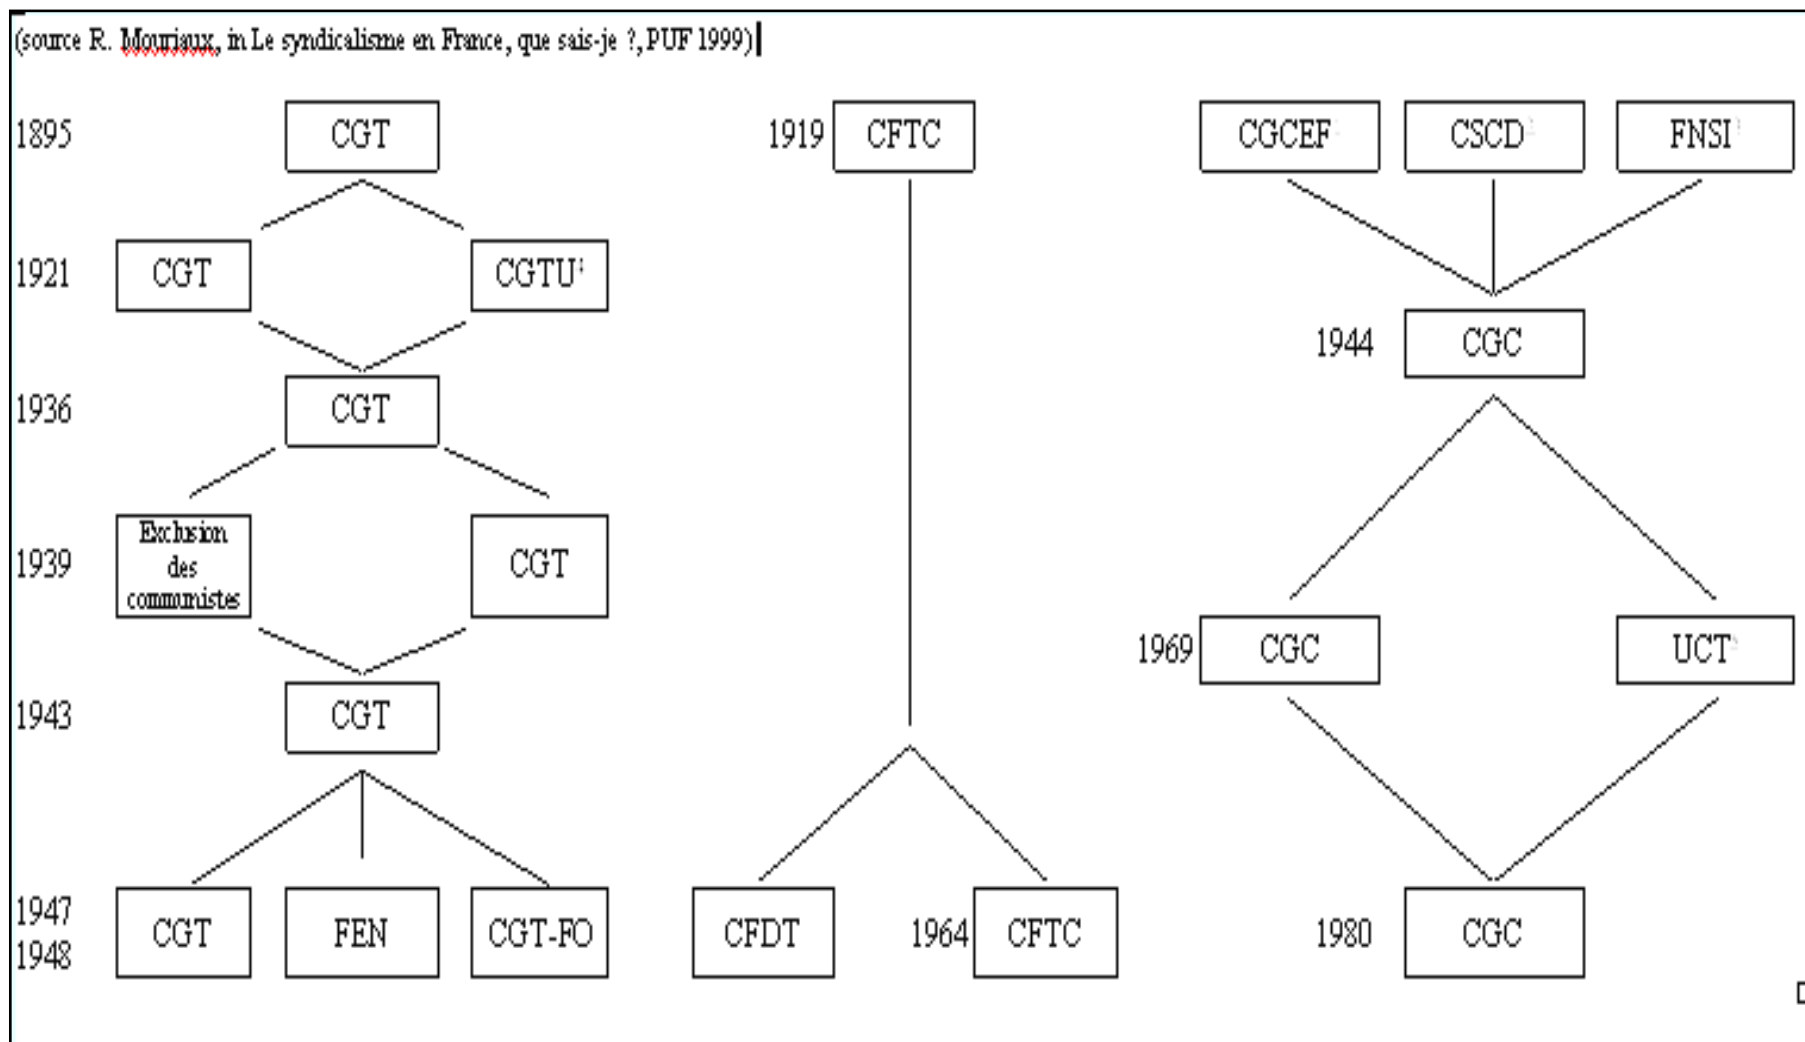 (source R. Mouriaux, in Le syndicalisme en France, que sais-je ?, PUF 1999)
1895 CGT 1919 CFTC CGCEF CSCD FNSI
1921 CGT CGTU
1944 CGC
1936 CGT
Exclusion
des
communistes
1939 CGT
1969 CGC UCT
1943 CGT
1947
1948
CGT FEN CGT-FO CFDT 1964 CFTC 1980 CGC